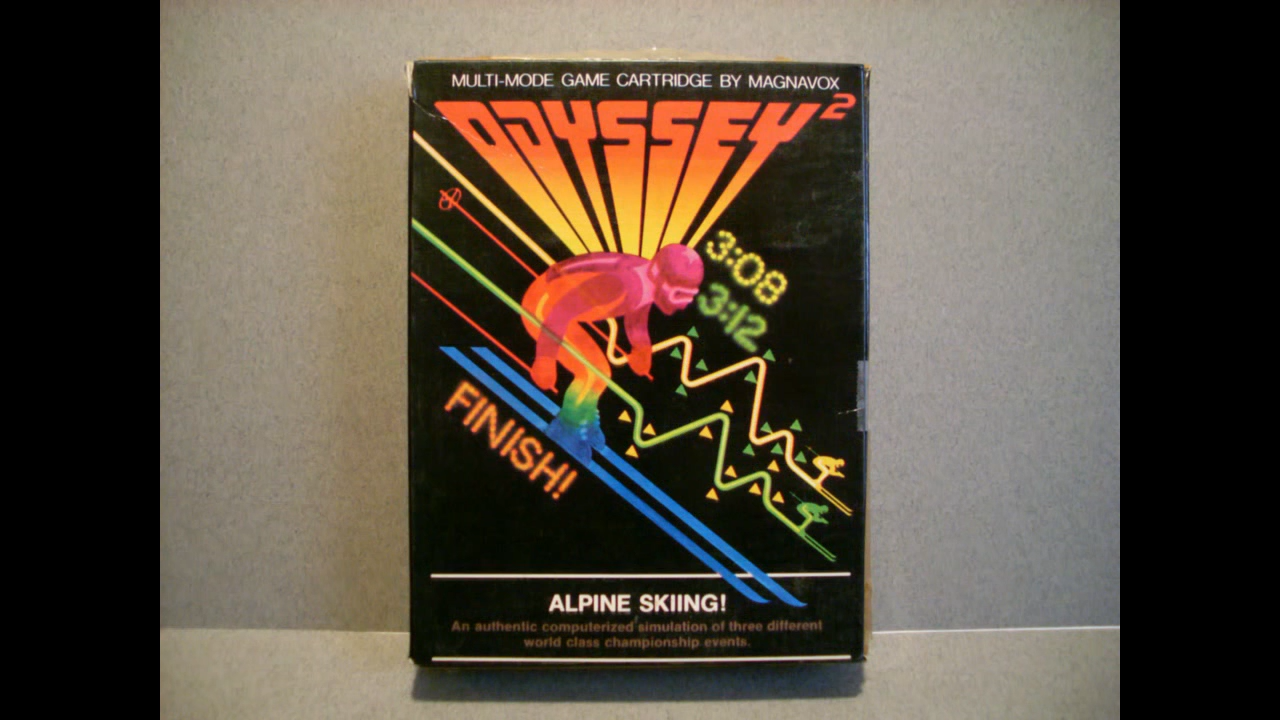 MULTI-MODE GAME CARTRIDGE BY MAGNAVOX
ODYSSEY²
3:08
3:12
FINISH!
ALPINE SKIING!
An authentic computerized simulation of three different
world class championship events.